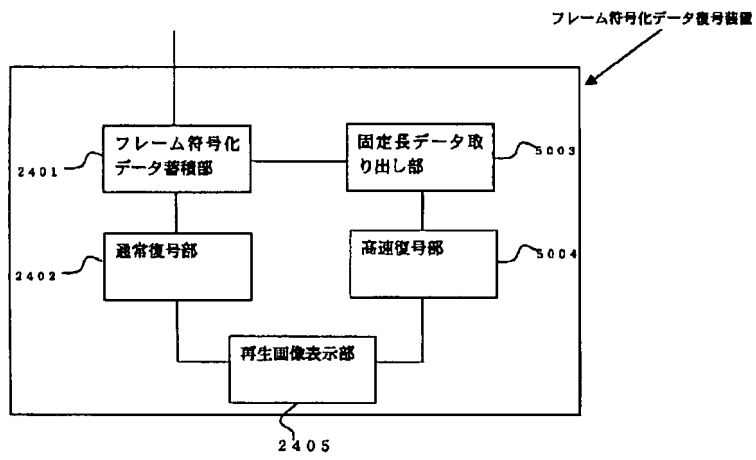 フレーム符号化データ復号装置
フレーム符号化
データ蓄積部
固定長データ取
り出し部
2401
5003
通常復号部
高速復号部
2402
5004
再生画像表示部
2405